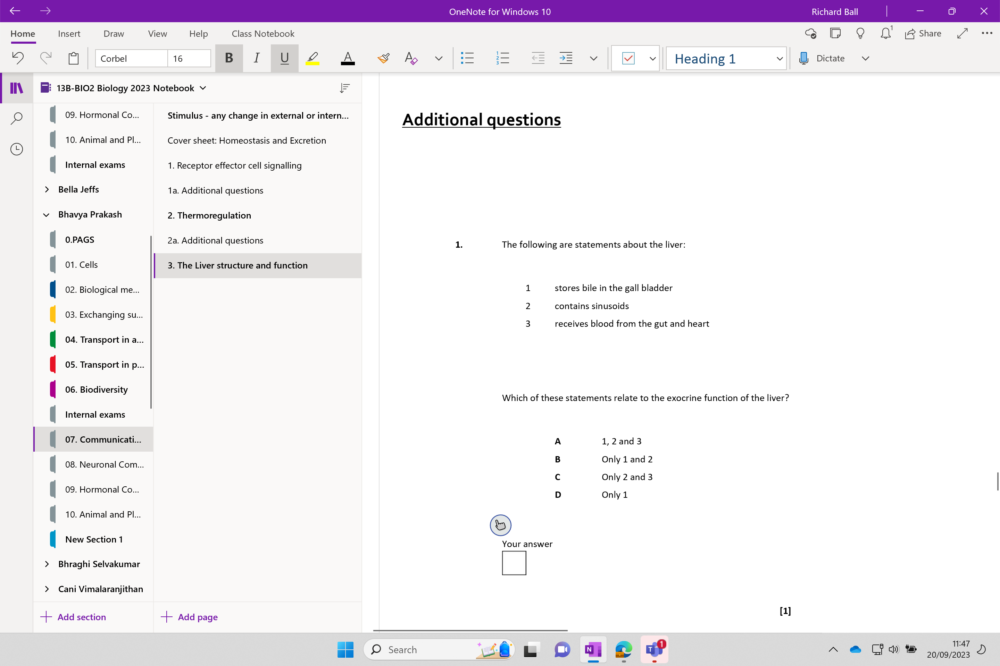 OneNote for Windows 10
Richard Ball
Home Insert Draw View Help Class Notebook
1
Share
Corbel 16 B I U A A Heading 1 Dictate
13B-BIO2 Biology 2023 Notebook
09. Hormonal Co...
10. Animal and Pl...
Internal exams
Bella Jeffs
Bhavya Prakash
0.PAGS
01. Cells
02. Biological me...
03. Exchanging su...
04. Transport in a...
05. Transport in p...
06. Biodiversity
Internal exams
07. Communicati...
08. Neuronal Com...
09. Hormonal Co...
10. Animal and Pl...
New Section 1
Bhraghi Selvakumar
Cani Vimalaranjithan
Add section
Stimulus - any change in external or intern...
Cover sheet: Homeostasis and Excretion
1. Receptor effector cell signalling
1a. Additional questions
2. Thermoregulation
2a. Additional questions
3. The Liver structure and function
Add page
Additional questions
1. The following are statements about the liver:
1 stores bile in the gall bladder
2 contains sinusoids
3 receives blood from the gut and heart
Which of these statements relate to the exocrine function of the liver?
A 1, 2 and 3
B Only 1 and 2
C Only 2 and 3
D Only 1
Your answer
[1]
Search
N
T
1
11:47
20/09/2023